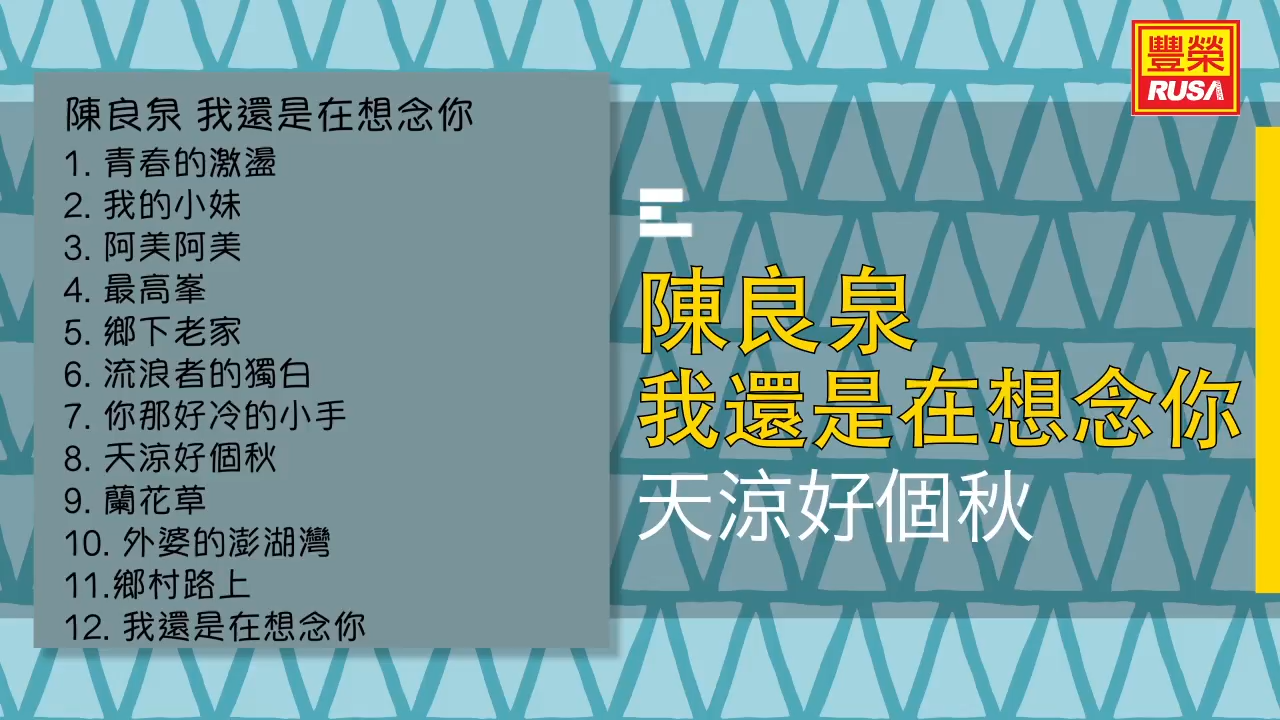 陳良泉 我還是在想念你
1. 青春的激盪
2. 我的小妹
3. 阿美阿美
4. 最高峯
5. 鄉下老家
6. 流浪者的獨白
7. 你那好冷的小手
8. 天涼好個秋
9. 蘭花草
10. 外婆的澎湖灣
11.鄉村路上
12. 我還是在想念你
豐榮
RUSA
陳良泉
我還是在想念你
天涼好個秋